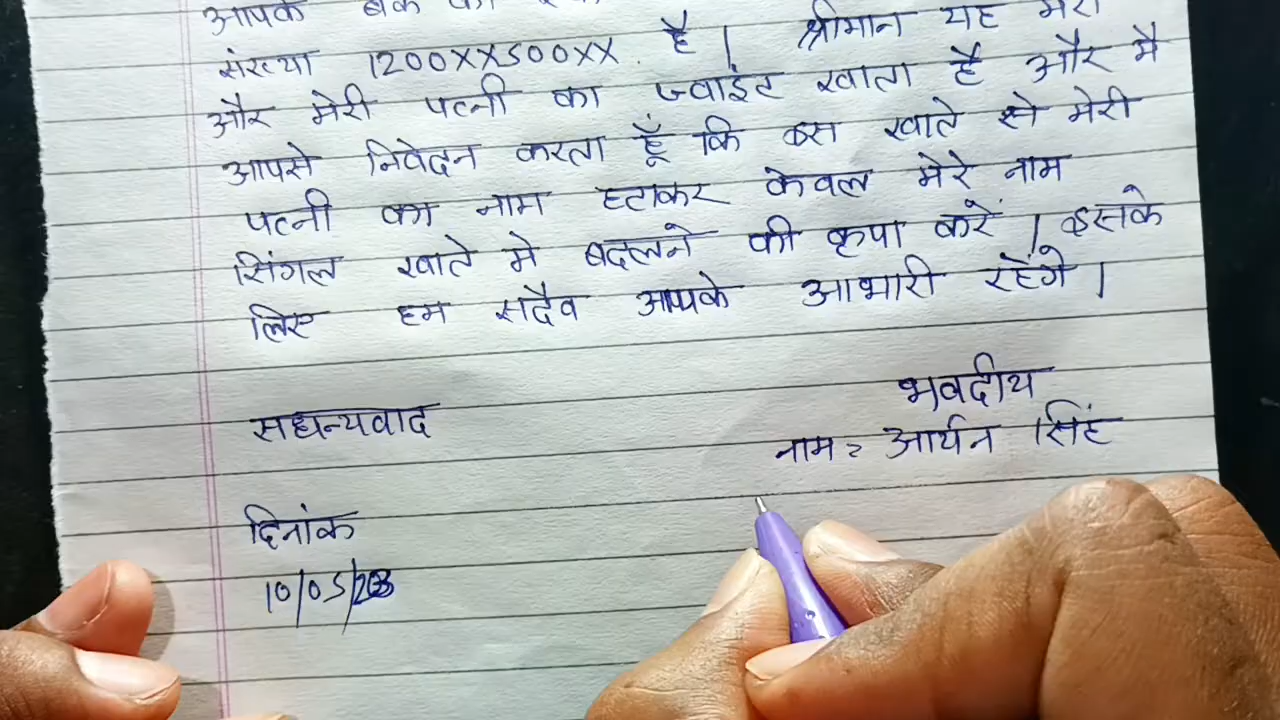 आपके बैंक का
संख्या 1200XX500XX. है। श्रीमान यह मेरा
और मेरी पत्नी का ज्वाइंट खाता है और मै
आपसे निवेदन करता हूँ कि इस खाते से मेरी
पत्नी का नाम हटाकर केवल मेरे नाम
सिंगल खाते मे बदलने की कृपा करें। इसके
लिए हम सदैव आपके आभारी रहेंगे।
भवदीय
सधन्यवाद
नाम = आर्यन सिंह
दिनांक
10/05/